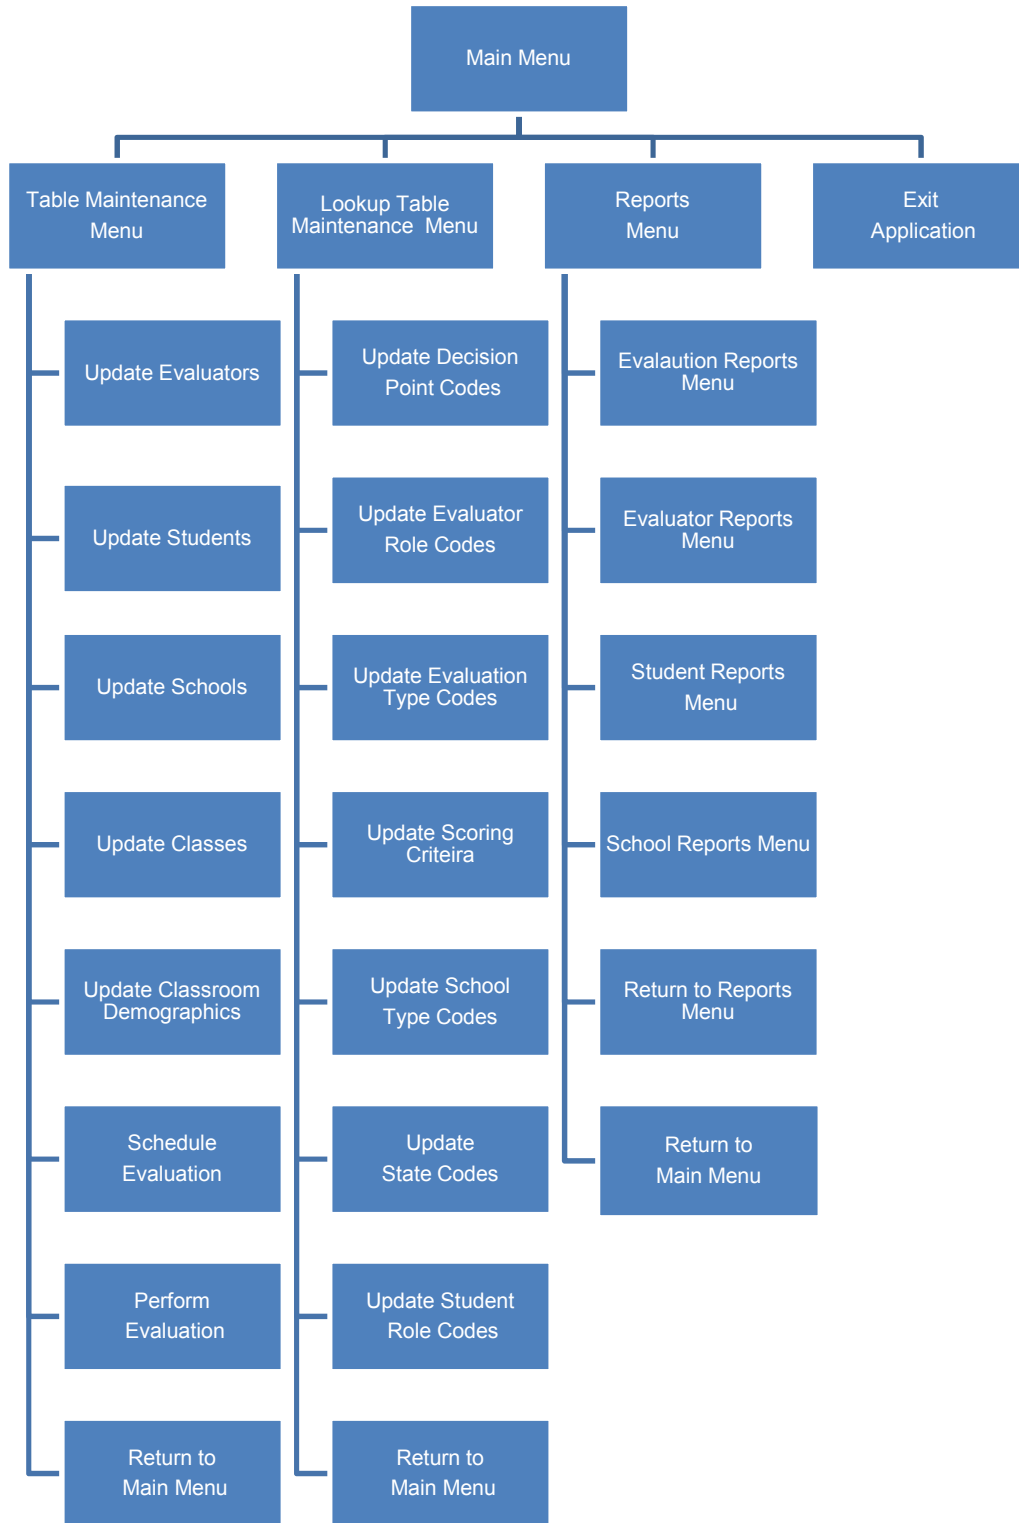 Main Menu
Table Maintenance
Menu
Lookup Table
Maintenance  Menu
Reports
Menu
Exit
Application
Update Evaluators
Update Students
Update Schools
Update Classes
Update Classroom
Demographics
Schedule
Evaluation
Perform
Evaluation
Return to
Main Menu
Update Decision
Point Codes
Update Evaluator
Role Codes
Update Evaluation
Type Codes
Update Scoring
Criteira
Update School
Type Codes
Update
State Codes
Update Student
Role Codes
Return to
Main Menu
Evalaution Reports
Menu
Evaluator Reports
Menu
Student Reports
Menu
School Reports Menu
Return to Reports
Menu
Return to
Main Menu